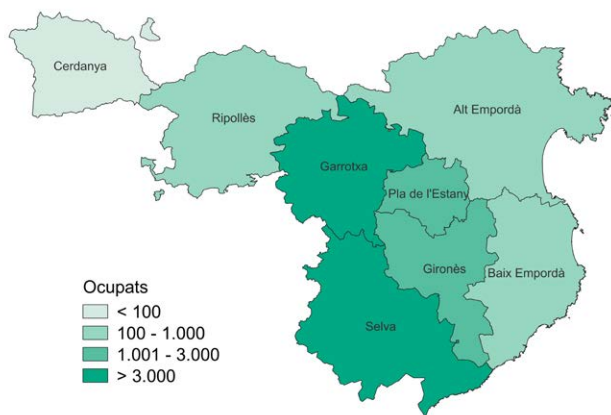 Cerdanya
Ripollès
Alt Empordà
Garrotxa
Pla de l'Estany
Gironès
Baix Empordà
Selva
Ocupats
< 100
100 - 1.000
1.001 - 3.000
> 3.000